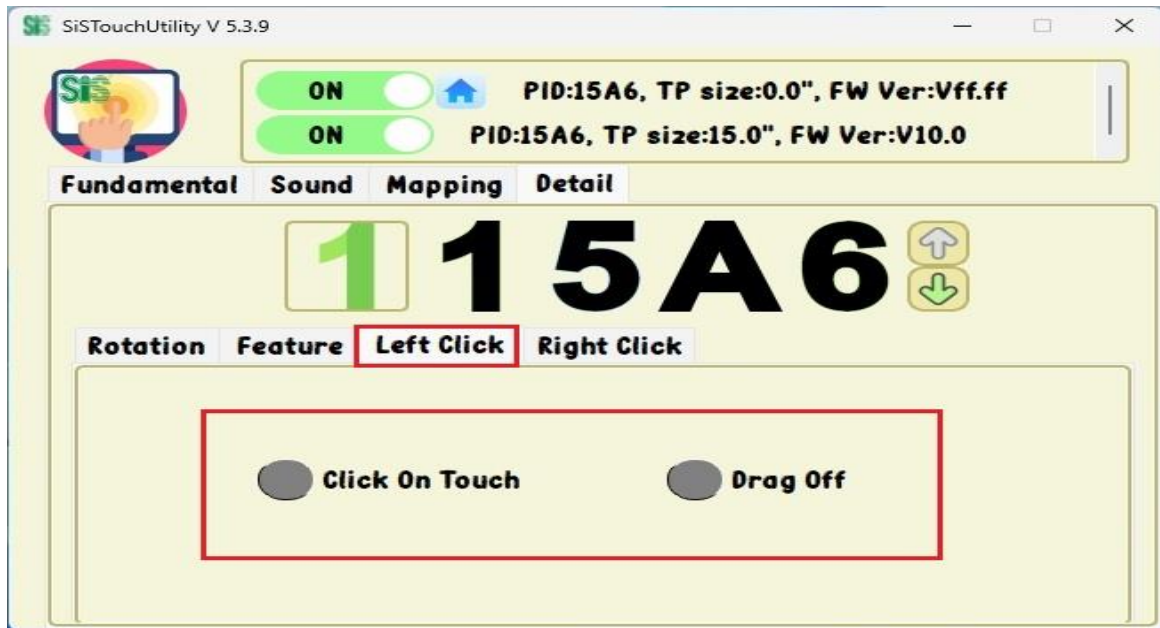 SiS SiSTouchUtility V 5.3.9
SiS
ON PID:15A6, TP size:0.0", FW Ver:Vff.ff
ON PID:15A6, TP size:15.0", FW Ver:V10.0
Fundamental Sound Mapping Detail
1 15A6
Rotation Feature Left Click Right Click
Click On Touch Drag Off